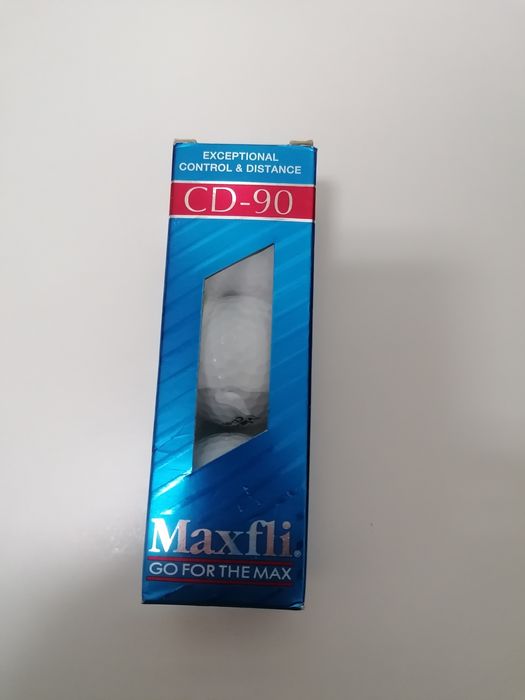 EXCEPTIONAL
CONTROL & DISTANCE
CD-90
Maxfli®
GO FOR THE MAX